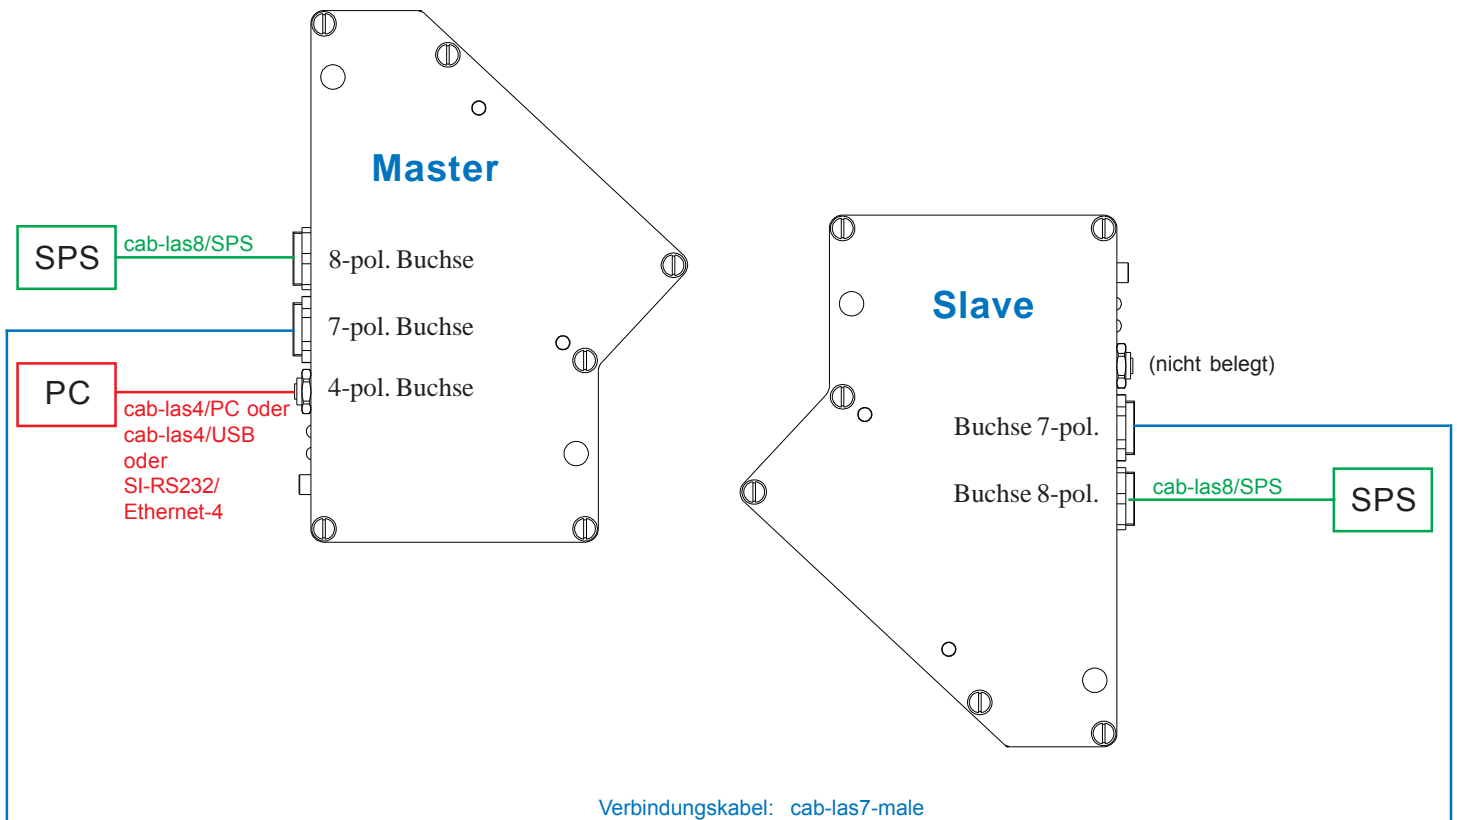 Master
SPS
cab-las8/SPS
8-pol. Buchse
7-pol. Buchse
PC
4-pol. Buchse
cab-las4/PC oder
cab-las4/USB
oder
SI-RS232/
Ethernet-4
Slave
(nicht belegt)
Buchse 7-pol.
Buchse 8-pol.
cab-las8/SPS
SPS
Verbindungskabel: cab-las7-male